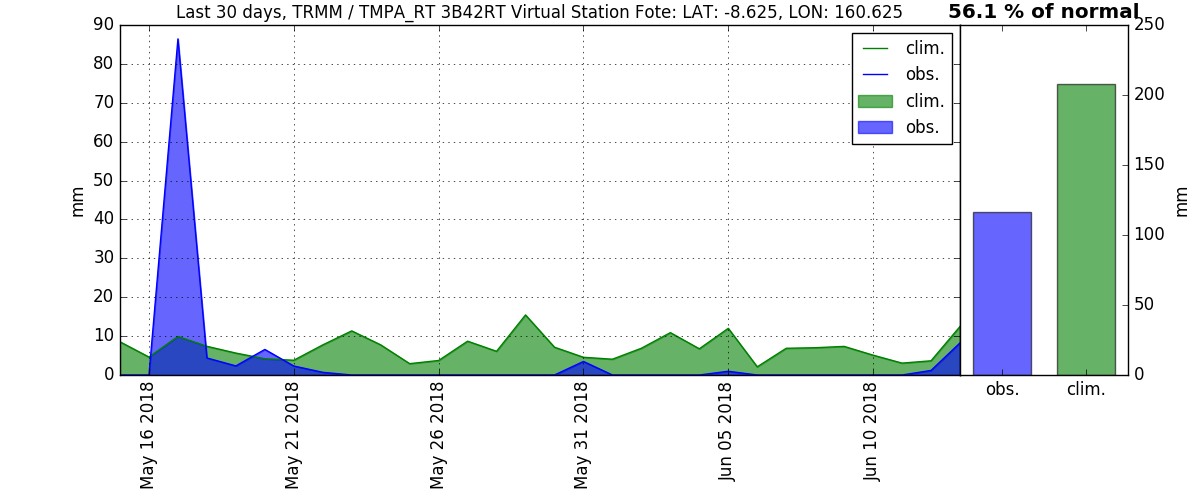 Last 30 days, TRMM / TMPA_RT 3B42RT Virtual Station Fote: LAT: -8.625, LON: 160.625
56.1 % of normal
90
80
70
60
50
40
30
20
10
0
mm
clim.
obs.
clim.
obs.
May 16 2018
May 21 2018
May 26 2018
May 31 2018
Jun 05 2018
Jun 10 2018
250
200
150
100
50
0
mm
obs.
clim.